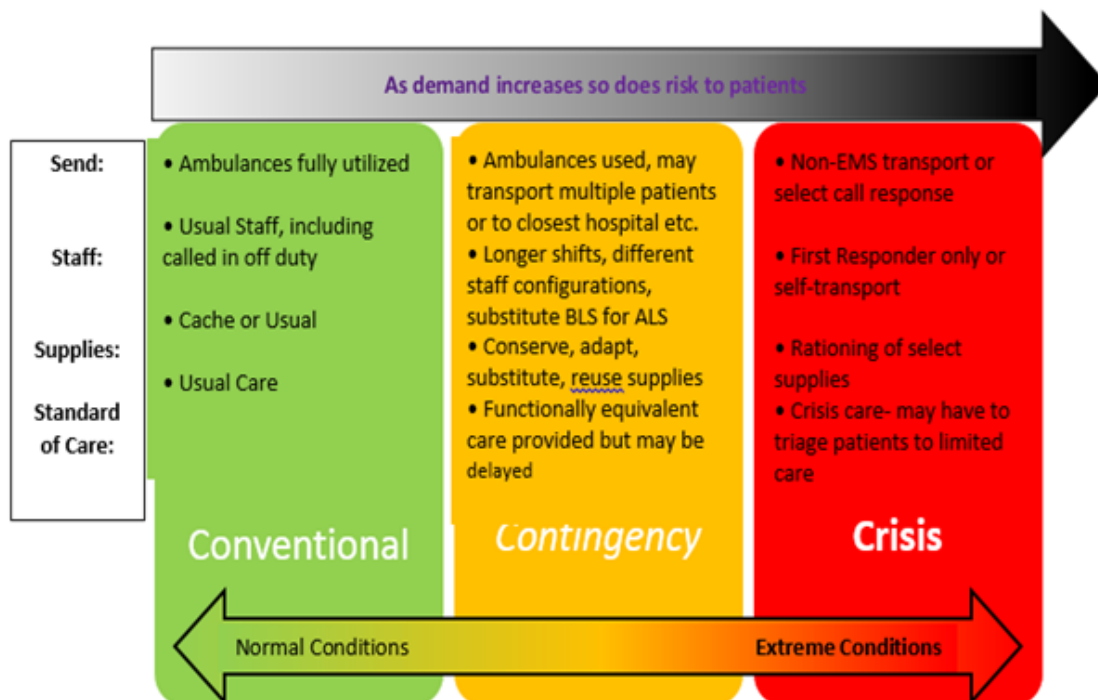 As demand increases so does risk to patients
Send:
Staff:
Supplies:
Standard
of Care:
• Ambulances fully utilized
• Usual Staff, including
called in off duty
• Cache or Usual
• Usual Care
Conventional
• Ambulances used, may
transport multiple patients
or to closest hospital etc.
• Longer shifts, different
staff configurations,
substitute BLS for ALS
• Conserve, adapt,
substitute, reuse supplies
• Functionally equivalent
care provided but may be
delayed
Contingency
• Non-EMS transport or
select call response
• First Responder only or
self-transport
• Rationing of select
supplies
• Crisis care- may have to
triage patients to limited
care
Crisis
Normal Conditions
Extreme Conditions